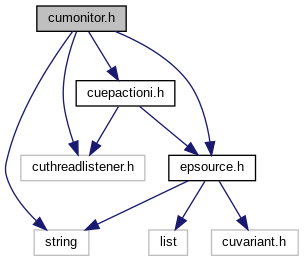 cumonitor.h
cuepactioni.h
cuthreadlistener.h
epsource.h
string
list
cuvariant.h